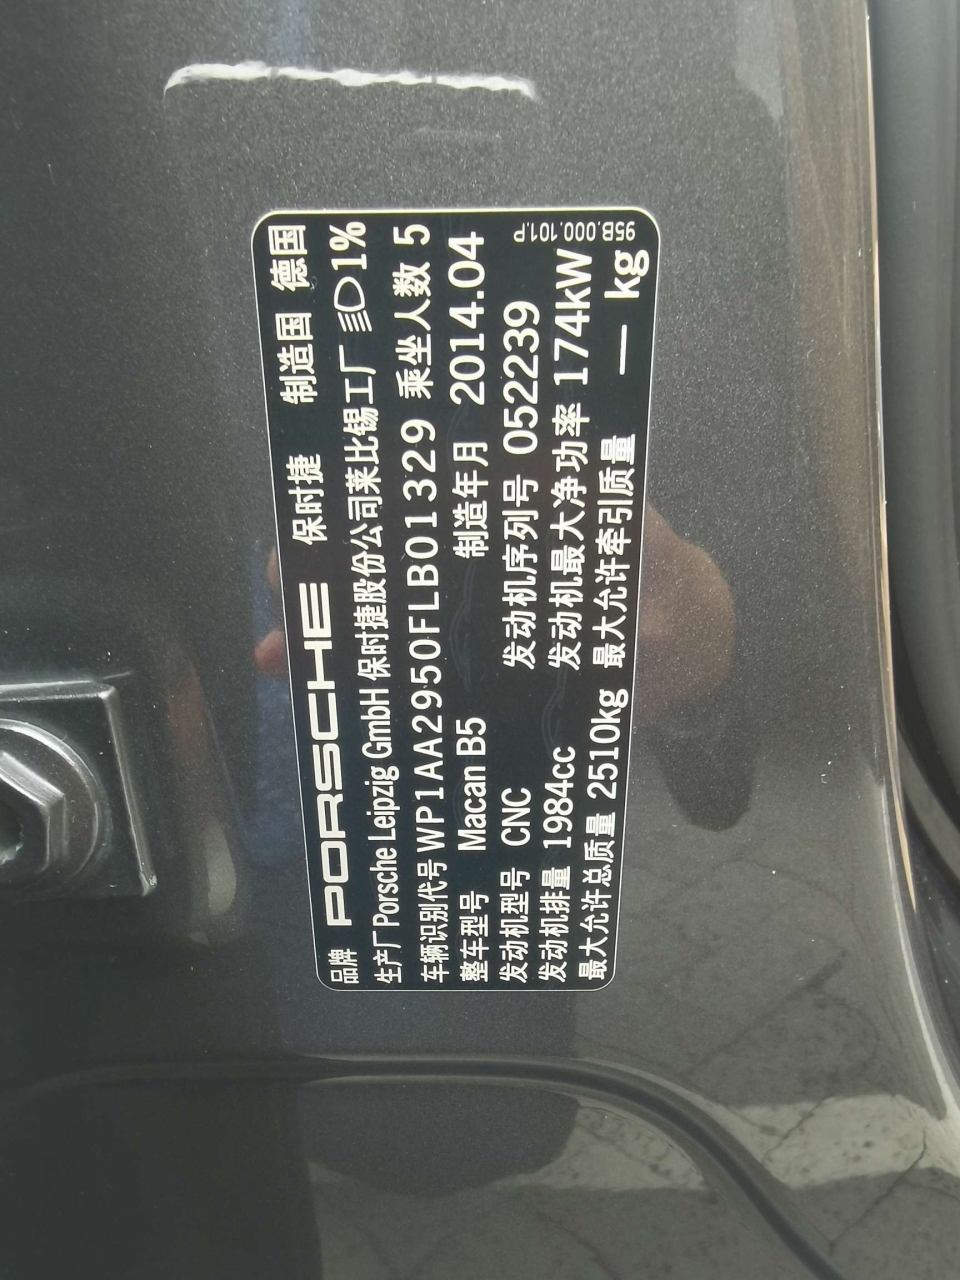 品牌 PORSCHE 保时捷 制造国 德国
生产厂 Porsche Leipzig GmbH 保时捷股份公司莱比锡工厂 1%
车辆识别代号 WP1AA2950FLB01329 乘坐人数 5
整车型号 Macan B5 制造年月 2014.04
发动机型号 CNC 发动机序列号 052239
发动机排量 1984cc 发动机最大净功率 174kW
最大允许总质量 2510kg 最大允许牵引质量 — kg
95B.000.101.P